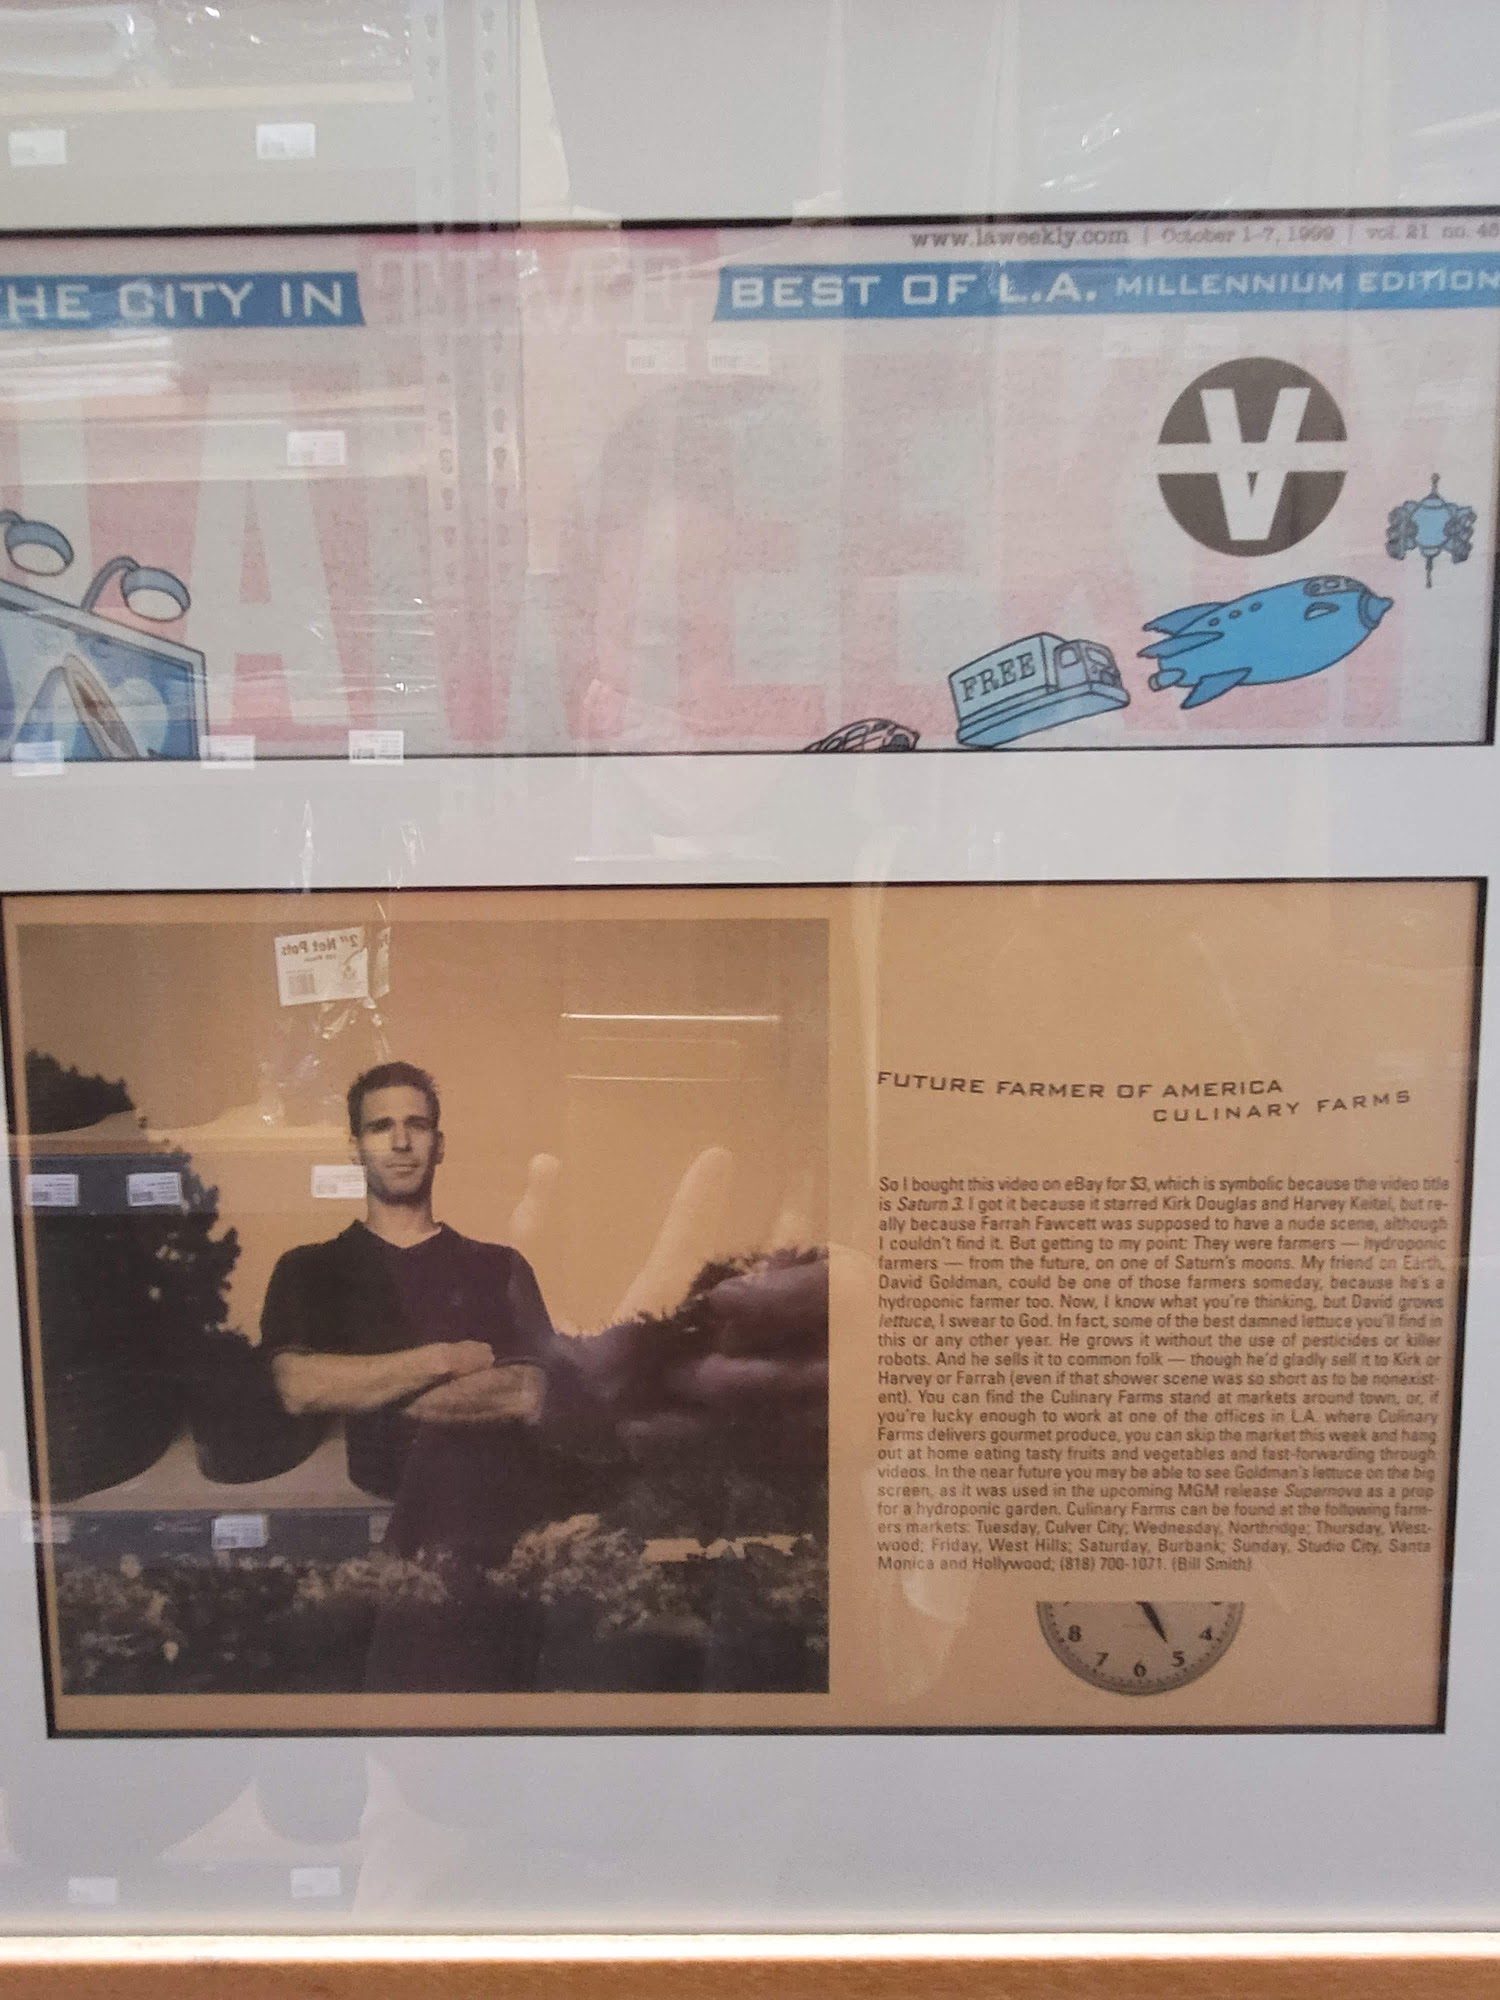 www.laweekly.com | October 1-7, 1999 | vol. 21 no. 45
THE CITY IN TIME BEST OF L.A. MILLENNIUM EDITION
LA WEEKLY
V
FREE
2" Net Pots
FUTURE FARMER OF AMERICA
CULINARY FARMS
So I bought this video on eBay for $3, which is symbolic because the video title
is Saturn 3. I got it because it starred Kirk Douglas and Harvey Keitel, but re-
ally because Farrah Fawcett was supposed to have a nude scene, although
I couldn't find it. But getting to my point: They were farmers — hydroponic
farmers — from the future, on one of Saturn's moons. My friend on Earth,
David Goldman, could be one of those farmers someday, because he's a
hydroponic farmer too. Now, I know what you're thinking, but David grows
lettuce, I swear to God. In fact, some of the best damned lettuce you'll find in
this or any other year. He grows it without the use of pesticides or killer
robots. And he sells it to common folk — though he'd gladly sell it to Kirk or
Harvey or Farrah (even if that shower scene was so short as to be nonexist-
ent). You can find the Culinary Farms stand at markets around town, or, if
you're lucky enough to work at one of the offices in L.A. where Culinary
Farms delivers gourmet produce, you can skip the market this week and hang
out at home eating tasty fruits and vegetables and fast-forwarding through
videos. In the near future you may be able to see Goldman's lettuce on the big
screen, as it was used in the upcoming MGM release Supernova as a prop
for a hydroponic garden. Culinary Farms can be found at the following farm-
ers markets: Tuesday, Culver City; Wednesday, Northridge; Thursday, West-
wood; Friday, West Hills; Saturday, Burbank; Sunday, Studio City, Santa
Monica and Hollywood; (818) 700-1071. (Bill Smith)
8 7 6 5 4